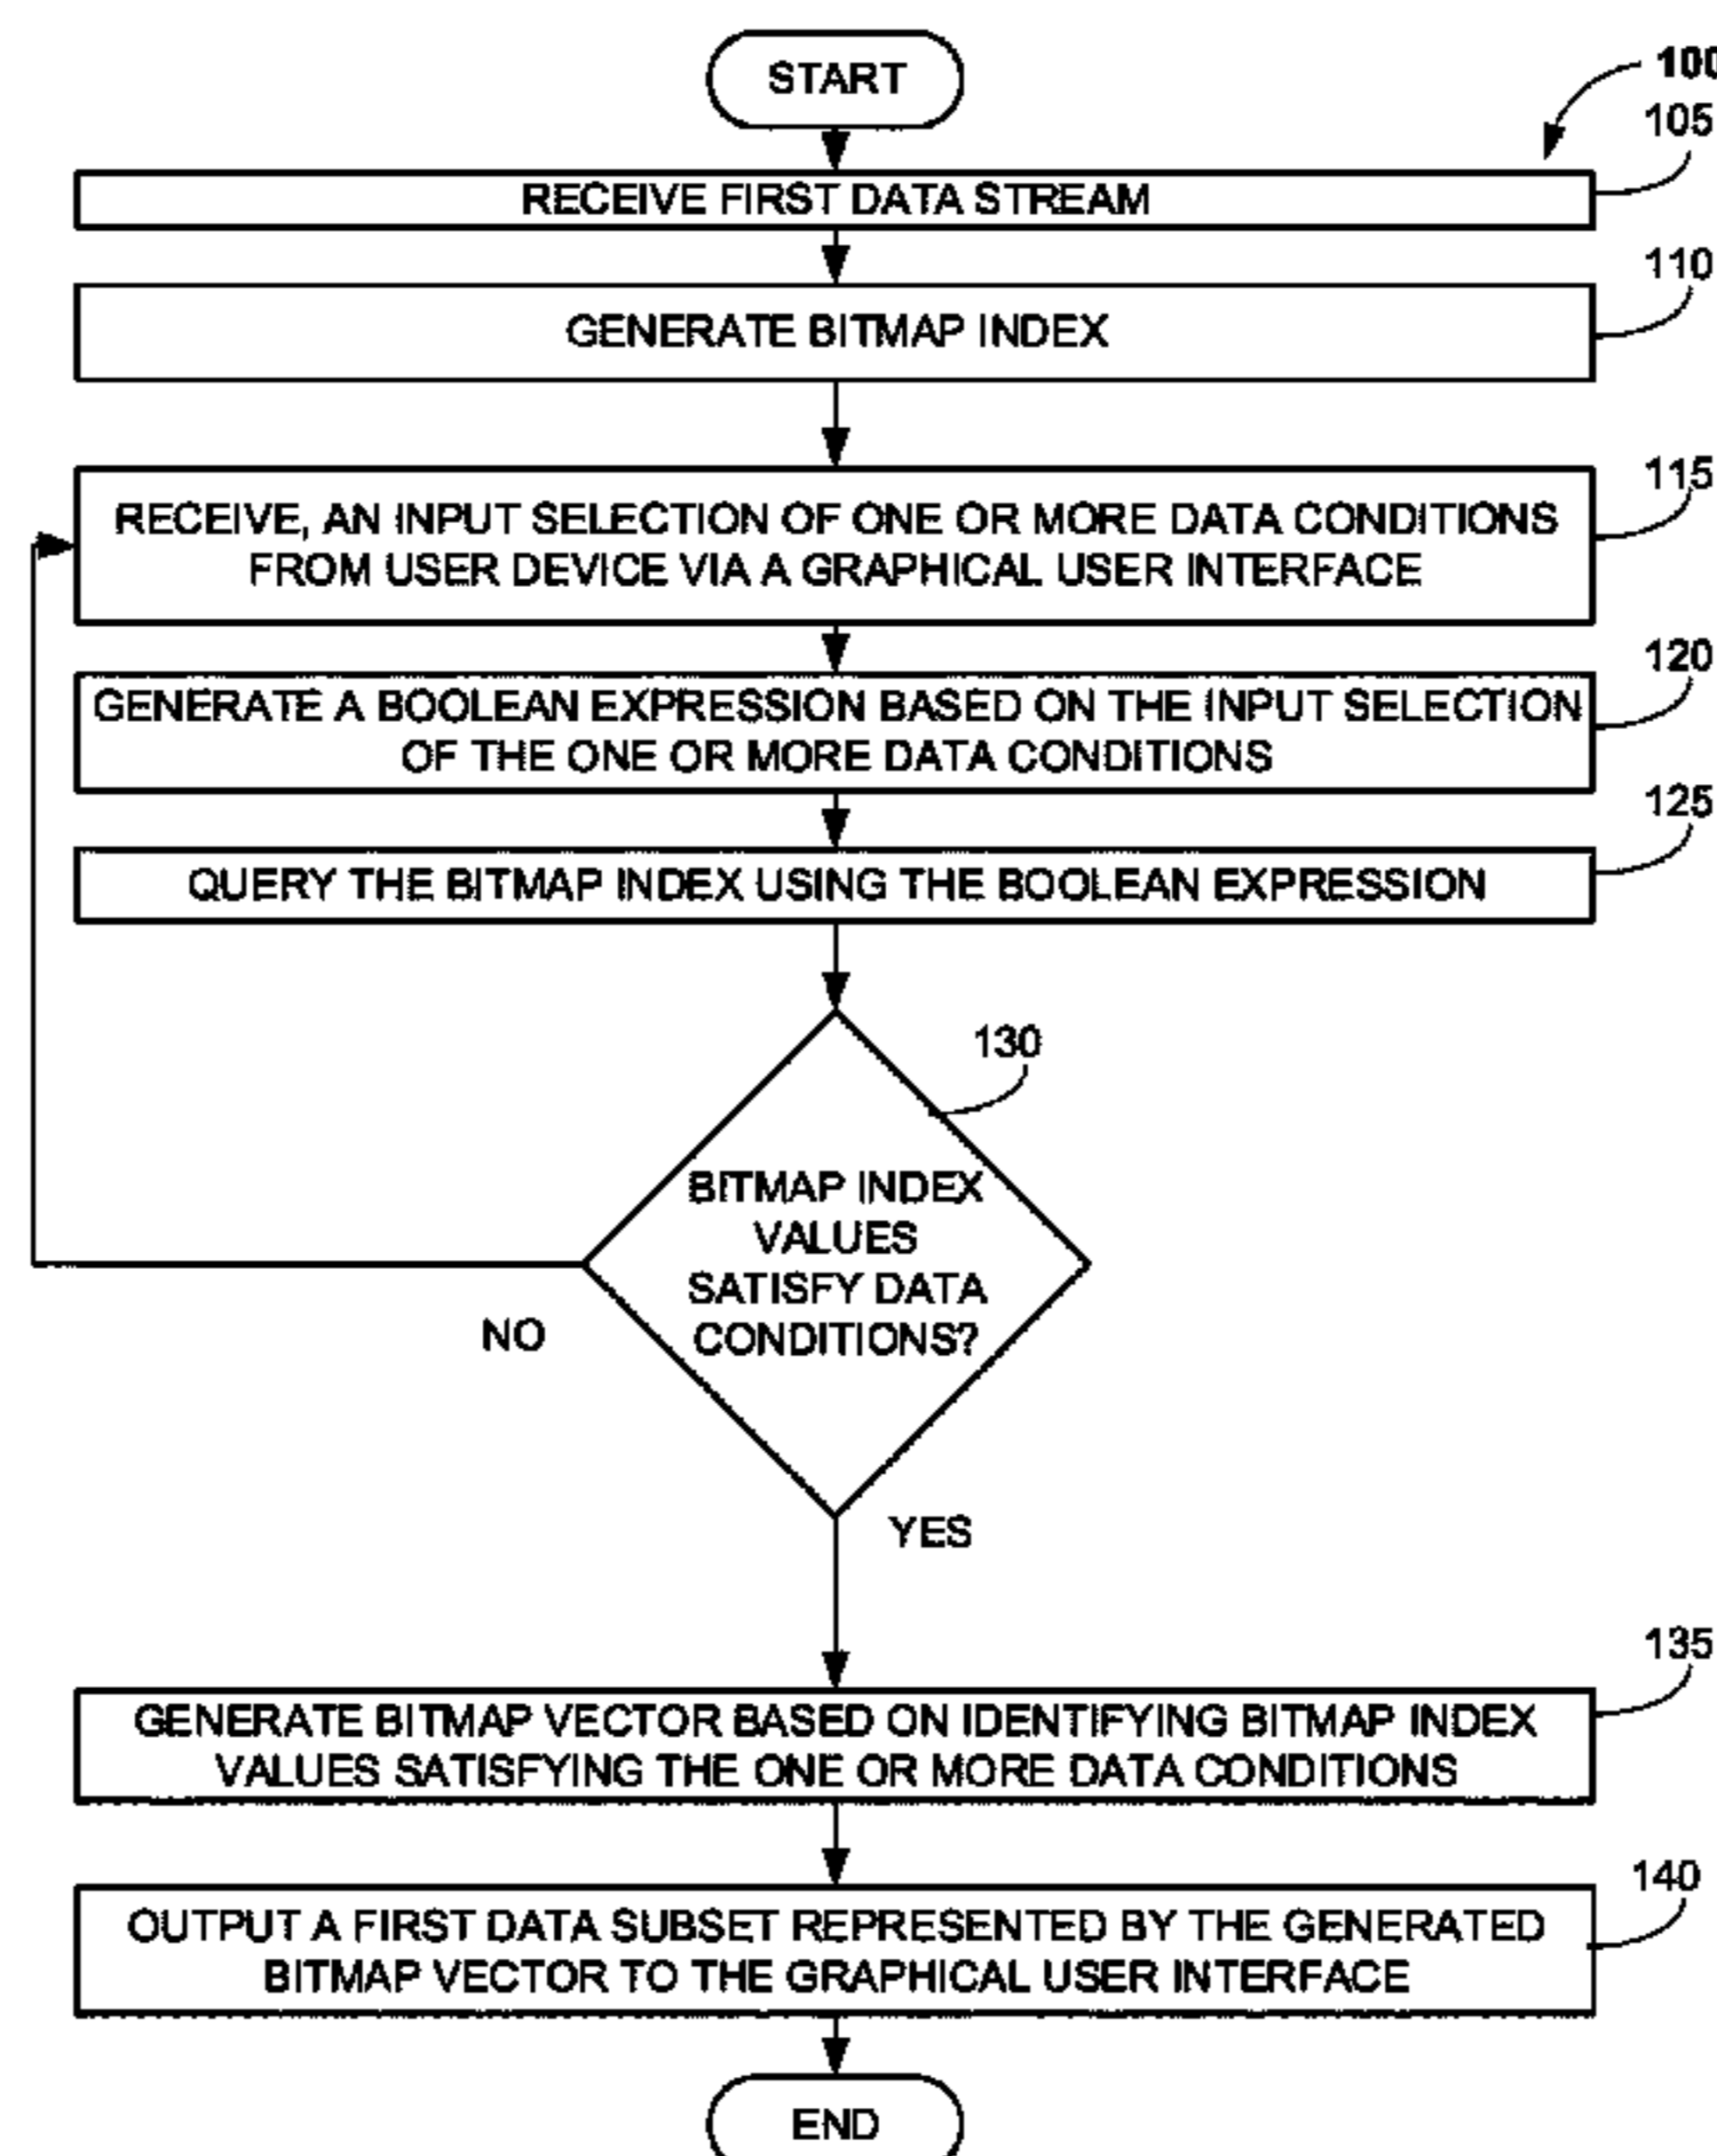 START
100
105
RECEIVE FIRST DATA STREAM
110
GENERATE BITMAP INDEX
115
RECEIVE, AN INPUT SELECTION OF ONE OR MORE DATA CONDITIONS
FROM USER DEVICE VIA A GRAPHICAL USER INTERFACE
120
GENERATE A BOOLEAN EXPRESSION BASED ON THE INPUT SELECTION
OF THE ONE OR MORE DATA CONDITIONS
125
QUERY THE BITMAP INDEX USING THE BOOLEAN EXPRESSION
130
BITMAP INDEX
VALUES
SATISFY DATA
CONDITIONS?
NO
YES
135
GENERATE BITMAP VECTOR BASED ON IDENTIFYING BITMAP INDEX
VALUES SATISFYING THE ONE OR MORE DATA CONDITIONS
140
OUTPUT A FIRST DATA SUBSET REPRESENTED BY THE GENERATED
BITMAP VECTOR TO THE GRAPHICAL USER INTERFACE
END